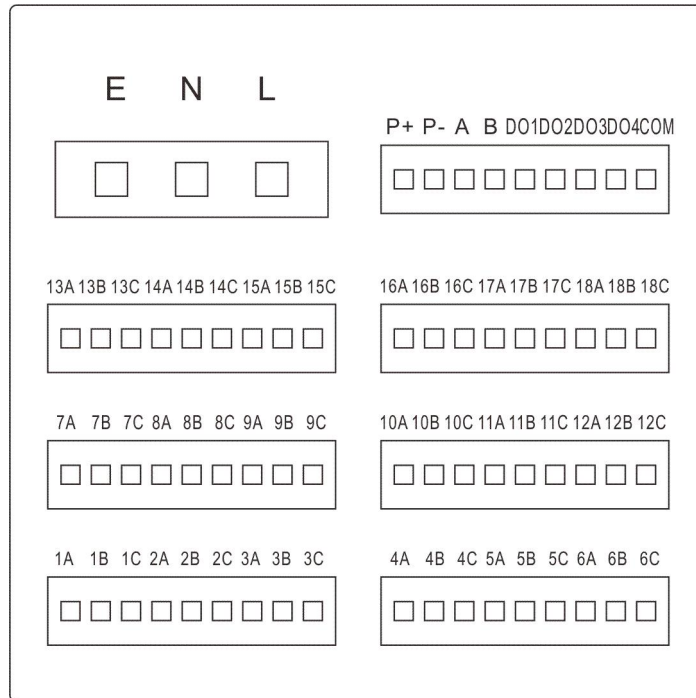 E N L
P+ P- A B DO1DO2DO3DO4COM
13A 13B 13C 14A 14B 14C 15A 15B 15C
16A 16B 16C 17A 17B 17C 18A 18B 18C
7A 7B 7C 8A 8B 8C 9A 9B 9C
10A 10B 10C 11A 11B 11C 12A 12B 12C
1A 1B 1C 2A 2B 2C 3A 3B 3C
4A 4B 4C 5A 5B 5C 6A 6B 6C